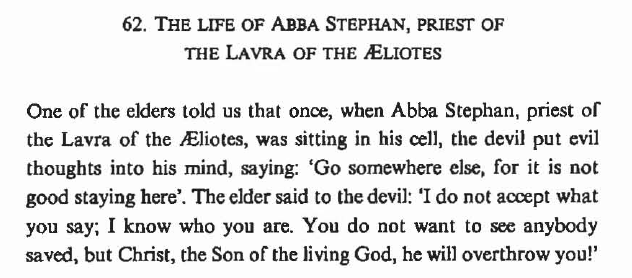 62. THE LIFE OF ABBA STEPHAN, PRIEST OF
THE LAVRA OF THE ÆLIOTES
One of the elders told us that once, when Abba Stephan, priest of
the Lavra of the Æliotes, was sitting in his cell, the devil put evil
thoughts into his mind, saying: ‘Go somewhere else, for it is not
good staying here’. The elder said to the devil: ‘I do not accept what
you say; I know who you are. You do not want to see anybody
saved, but Christ, the Son of the living God, he will overthrow you!’